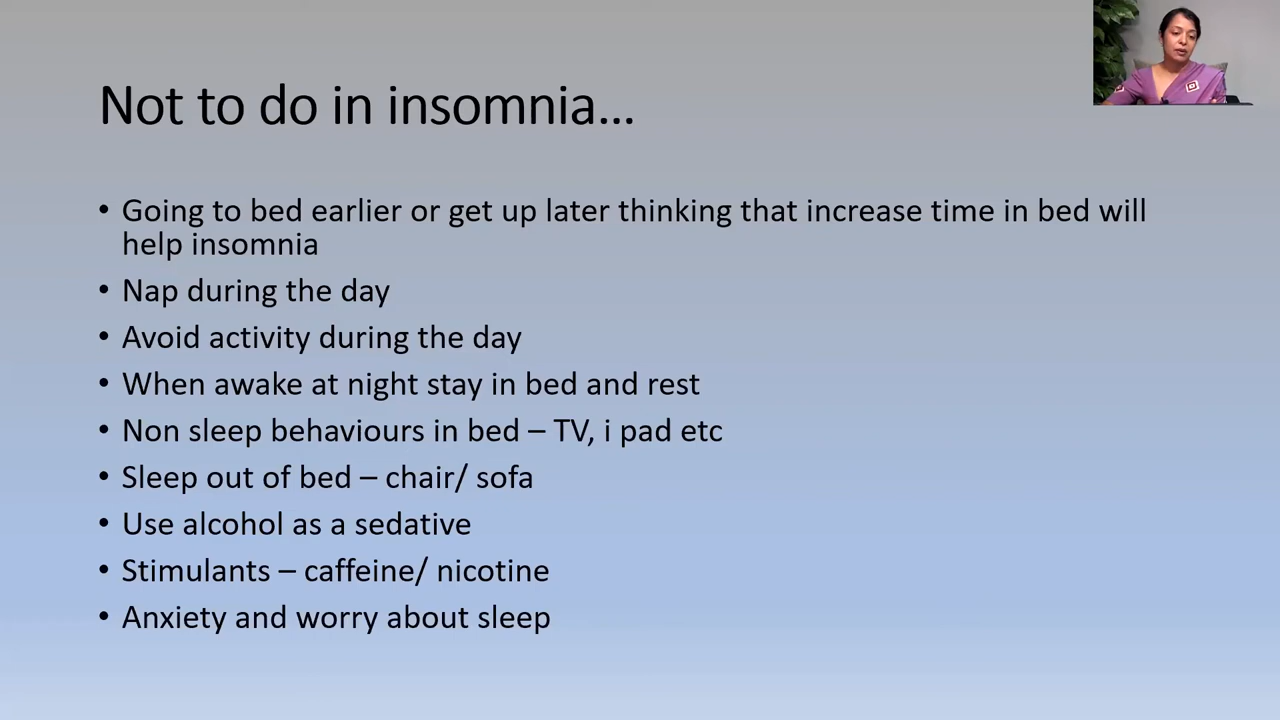 Not to do in insomnia...
• Going to bed earlier or get up later thinking that increase time in bed will
help insomnia
• Nap during the day
• Avoid activity during the day
• When awake at night stay in bed and rest
• Non sleep behaviours in bed – TV, i pad etc
• Sleep out of bed – chair/ sofa
• Use alcohol as a sedative
• Stimulants – caffeine/ nicotine
• Anxiety and worry about sleep